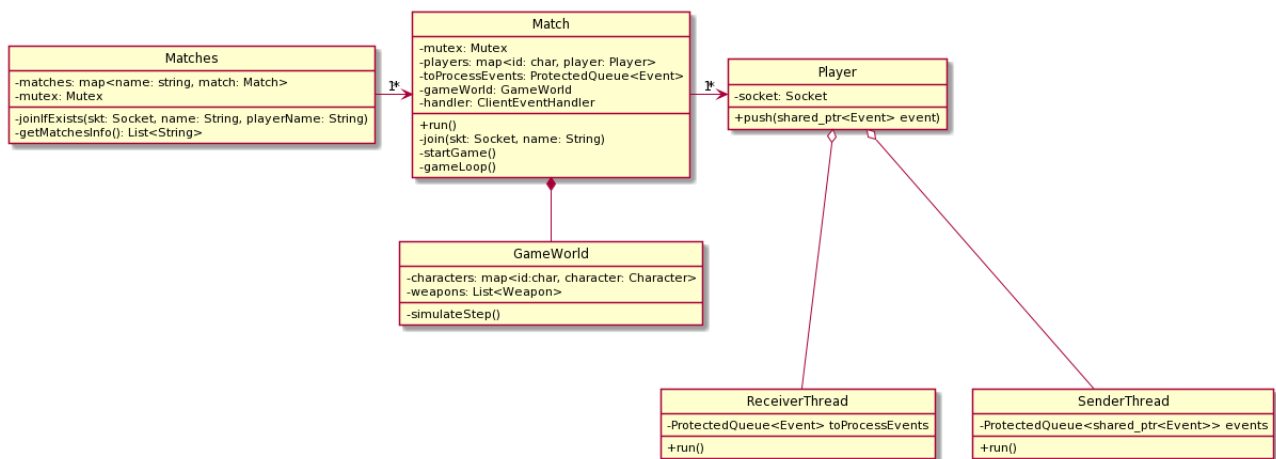 Matches
-matches: map<name: string, match: Match>
-mutex: Mutex
-joinIfExists(skt: Socket, name: String, playerName: String)
-getMatchesInfo(): List<String>
Match
-mutex: Mutex
-players: map<id: char, player: Player>
-toProcessEvents: ProtectedQueue<Event>
-gameWorld: GameWorld
-handler: ClientEventHandler
+run()
-join(skt: Socket, name: String)
-startGame()
-gameLoop()
Player
-socket: Socket
+push(shared_ptr<Event> event)
1*
1*
GameWorld
-characters: map<id:char, character: Character>
-weapons: List<Weapon>
-simulateStep()
ReceiverThread
-ProtectedQueue<Event> toProcessEvents
+run()
SenderThread
-ProtectedQueue<shared_ptr<Event>> events
+run()